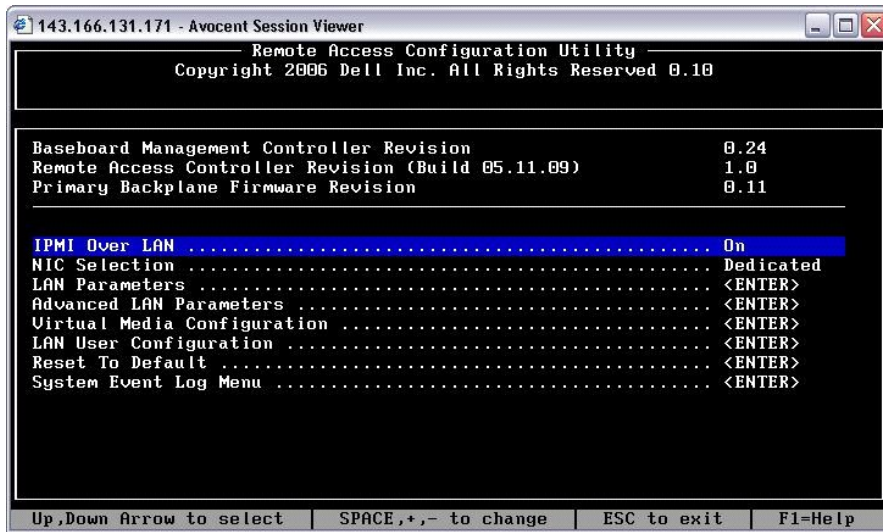 143.166.131.171 - Avocent Session Viewer
Remote Access Configuration Utility
Copyright 2006 Dell Inc. All Rights Reserved 0.10
Baseboard Management Controller Revision 0.24
Remote Access Controller Revision (Build 05.11.09) 1.0
Primary Backplane Firmware Revision 0.11
IPMI Over LAN ..................................................... On
NIC Selection ..................................................... Dedicated
LAN Parameters .................................................... <ENTER>
Advanced LAN Parameters ........................................... <ENTER>
Virtual Media Configuration ....................................... <ENTER>
LAN User Configuration ............................................ <ENTER>
Reset To Default .................................................. <ENTER>
System Event Log Menu ............................................. <ENTER>
Up,Down Arrow to select | SPACE,+,- to change | ESC to exit | F1=Help